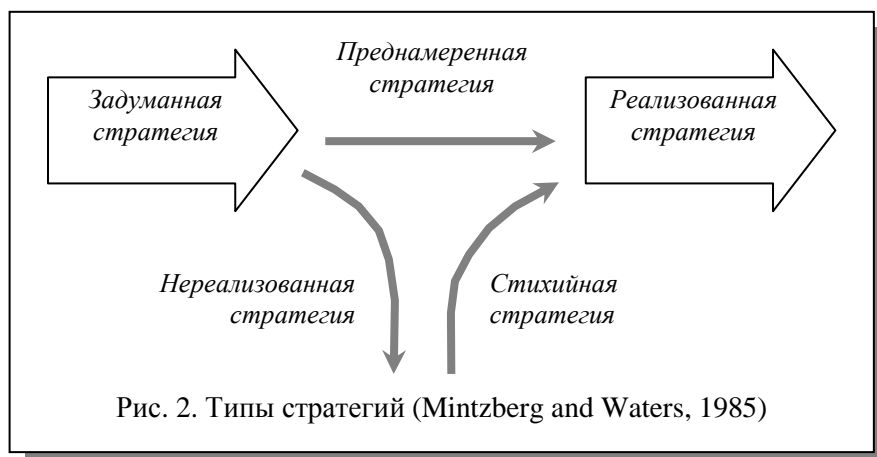 Преднамеренная
стратегия
Задуманная
стратегия
Реализованная
стратегия
Нереализованная
стратегия
Стихийная
стратегия
Рис. 2. Типы стратегий (Mintzberg and Waters, 1985)